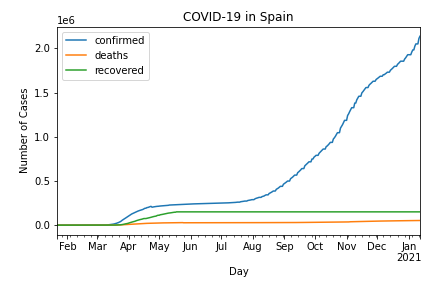 COVID-19 in Spain
1e6
confirmed
deaths
recovered
2.0
1.5
1.0
0.5
0.0
Number of Cases
Feb Mar Apr May Jun Jul Aug Sep Oct Nov Dec Jan
2021
Day